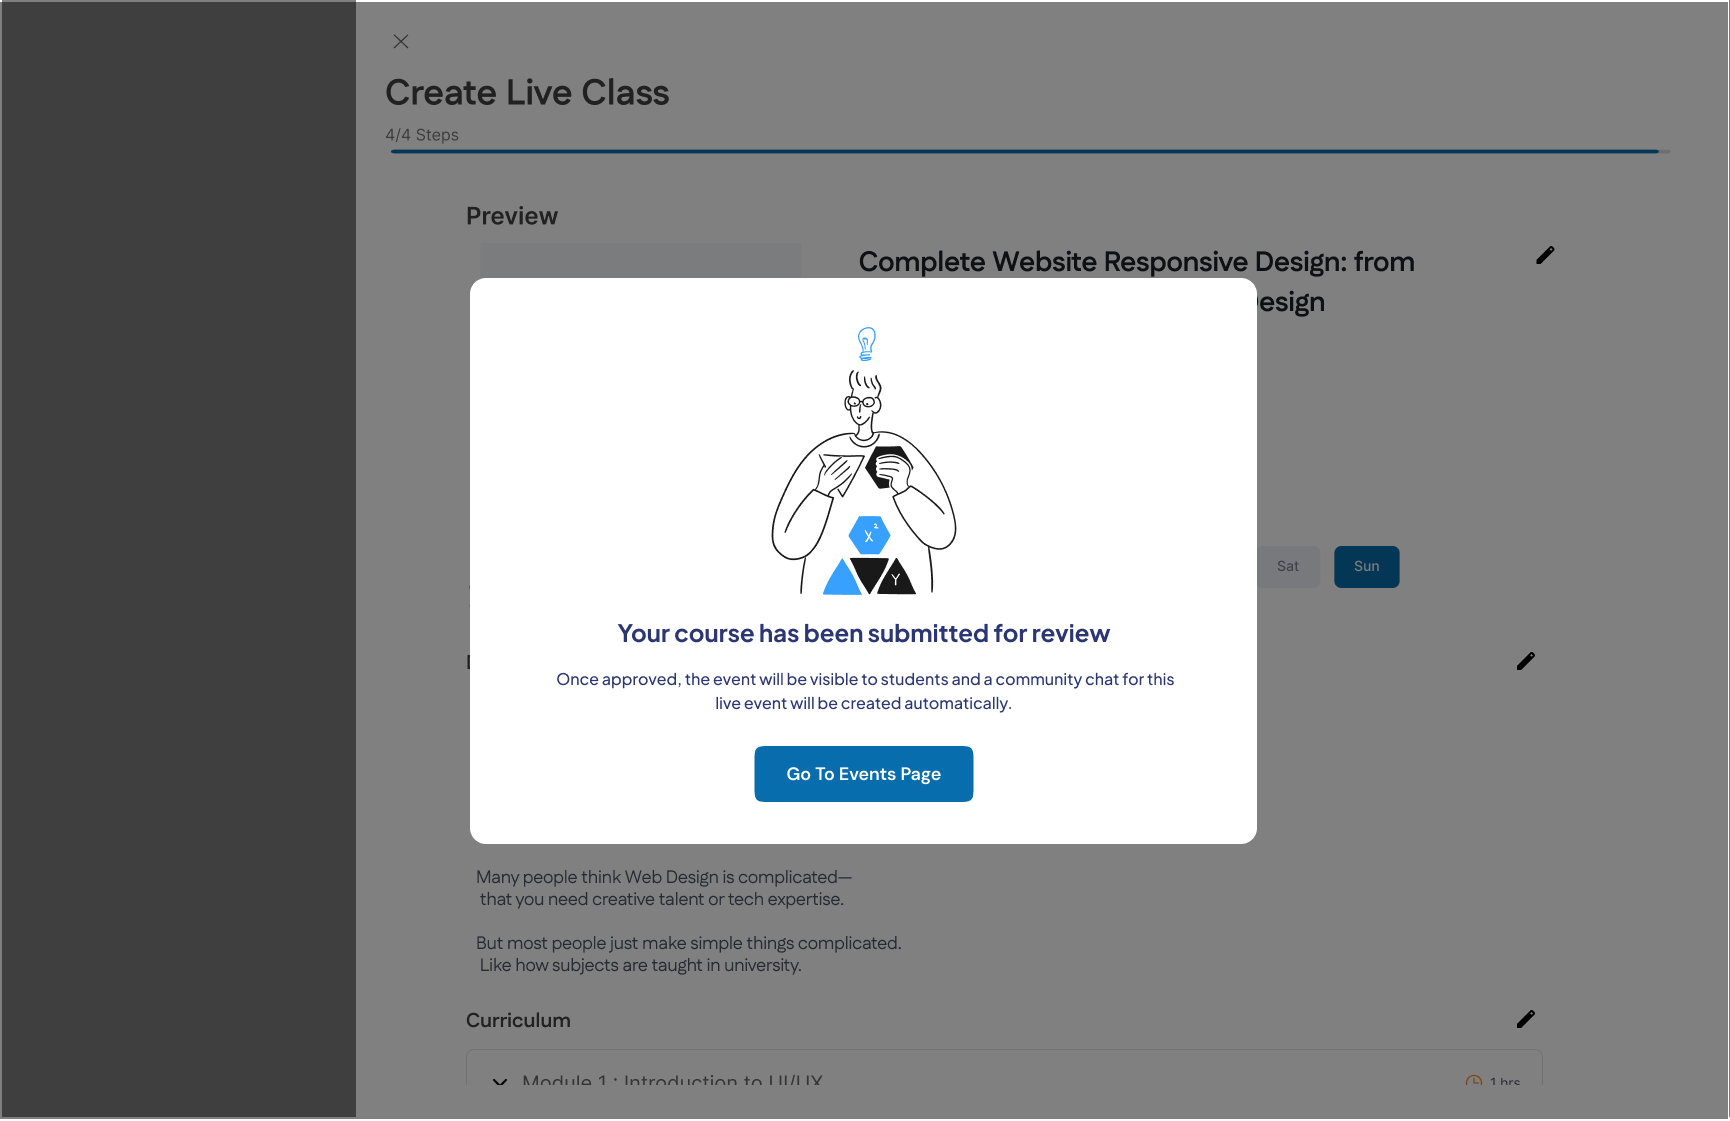 Create Live Class
4/4 Steps
Preview
Complete Website Responsive Design: from
esign
X²
Y
Sat
Sun
Your course has been submitted for review
Once approved, the event will be visible to students and a community chat for this
live event will be created automatically.
Go To Events Page
Many people think Web Design is complicated—
that you need creative talent or tech expertise.
But most people just make simple things complicated.
Like how subjects are taught in university.
Curriculum
Module 1 : Introduction to UI/UX
1 hrs